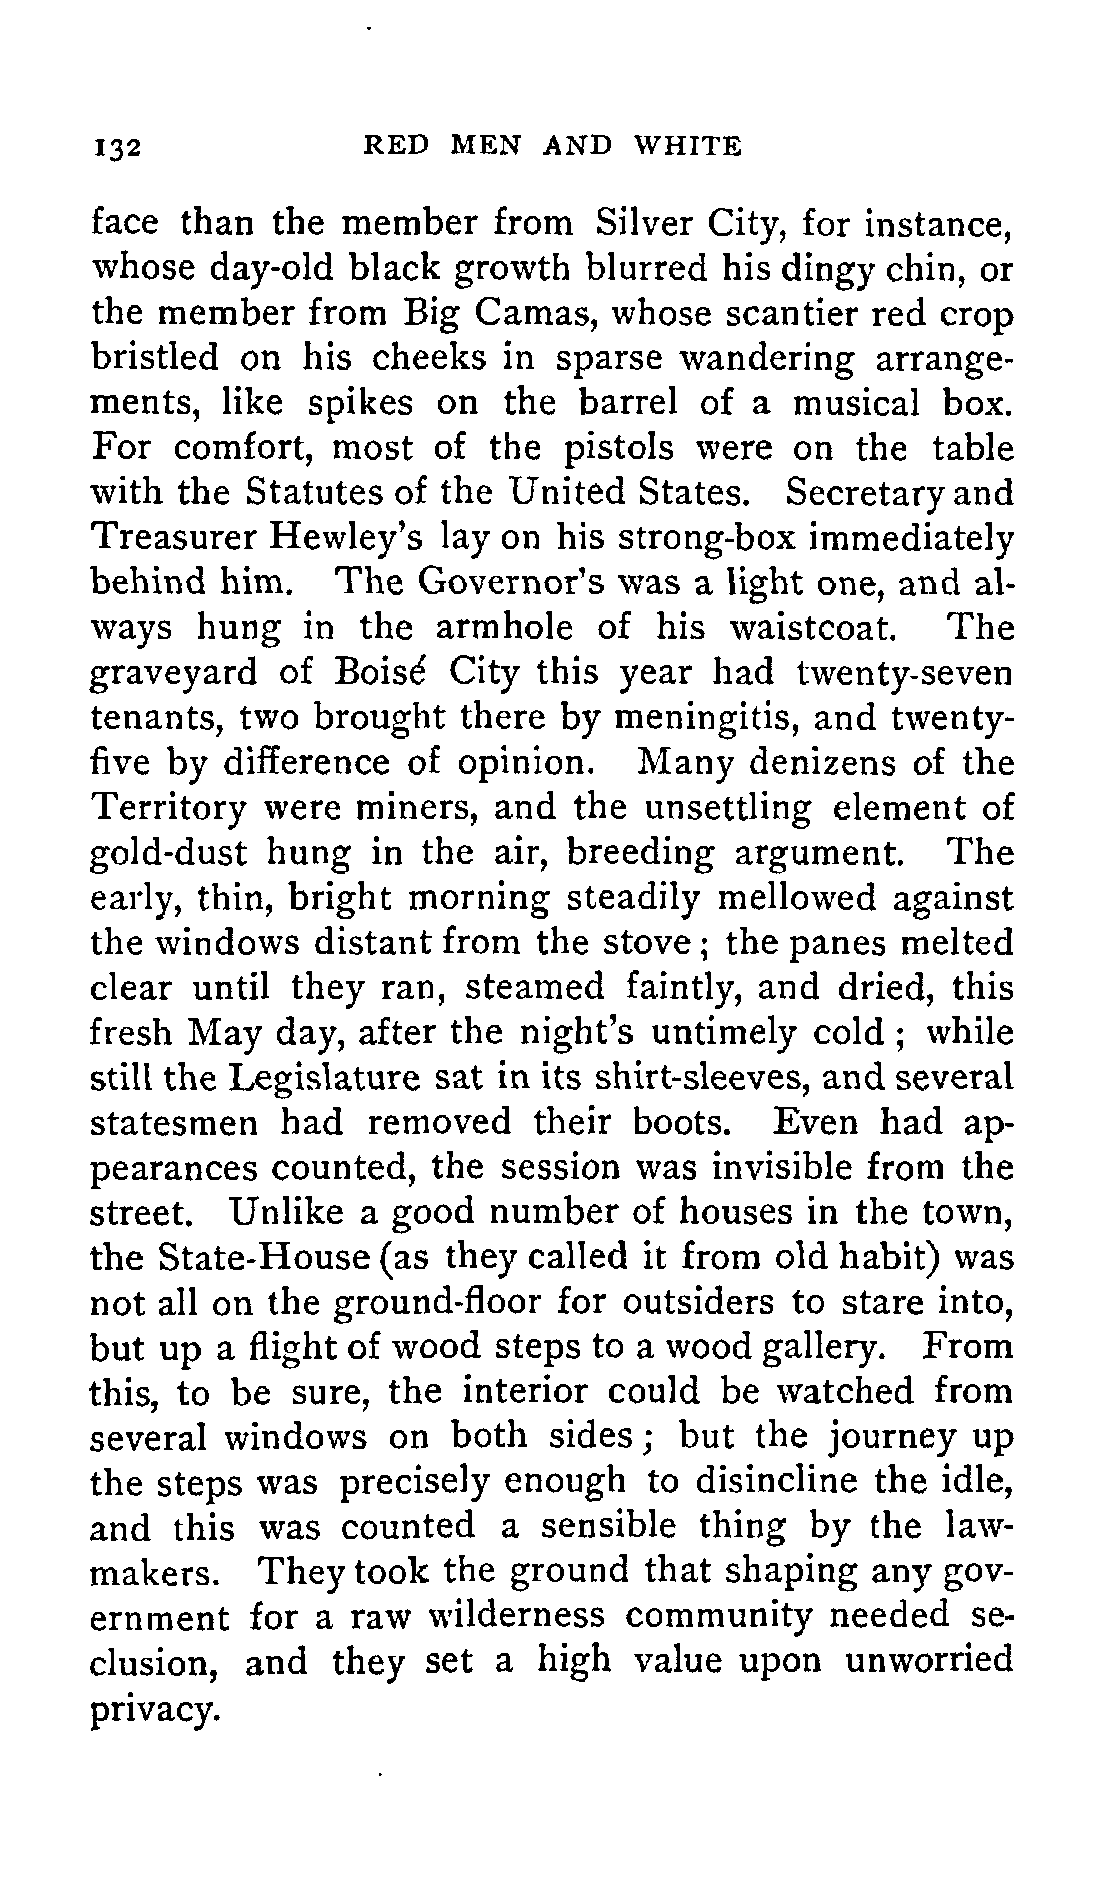 132 RED MEN AND WHITE
face than the member from Silver City, for instance,
whose day-old black growth blurred his dingy chin, or
the member from Big Camas, whose scantier red crop
bristled on his cheeks in sparse wandering arrange-
ments, like spikes on the barrel of a musical box.
For comfort, most of the pistols were on the table
with the Statutes of the United States. Secretary and
Treasurer Hewley's lay on his strong-box immediately
behind him. The Governor's was a light one, and al-
ways hung in the armhole of his waistcoat. The
graveyard of Boisé City this year had twenty-seven
tenants, two brought there by meningitis, and twenty-
five by difference of opinion. Many denizens of the
Territory were miners, and the unsettling element of
gold-dust hung in the air, breeding argument. The
early, thin, bright morning steadily mellowed against
the windows distant from the stove; the panes melted
clear until they ran, steamed faintly, and dried, this
fresh May day, after the night's untimely cold; while
still the Legislature sat in its shirt-sleeves, and several
statesmen had removed their boots. Even had ap-
pearances counted, the session was invisible from the
street. Unlike a good number of houses in the town,
the State-House (as they called it from old habit) was
not all on the ground-floor for outsiders to stare into,
but up a flight of wood steps to a wood gallery. From
this, to be sure, the interior could be watched from
several windows on both sides; but the journey up
the steps was precisely enough to disincline the idle,
and this was counted a sensible thing by the law-
makers. They took the ground that shaping any gov-
ernment for a raw wilderness community needed se-
clusion, and they set a high value upon unworried
privacy.